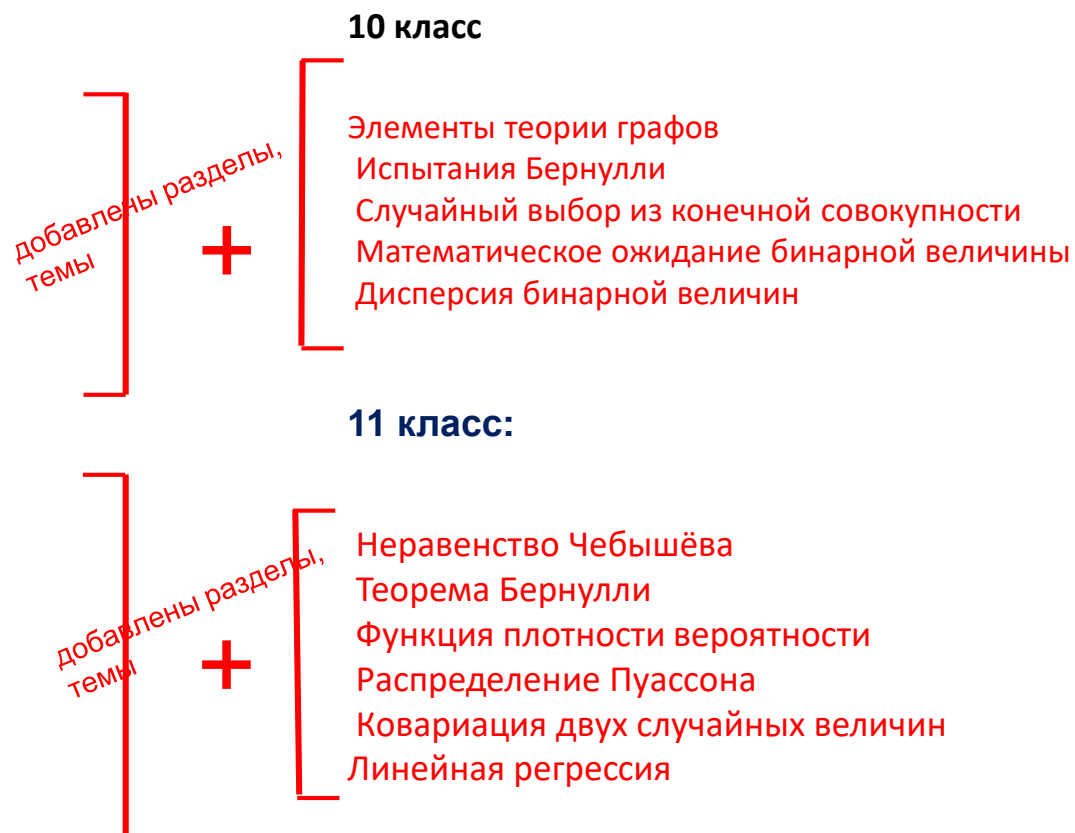 10 класс
добавлены разделы,
темы
+
Элементы теории графов
Испытания Бернулли
Случайный выбор из конечной совокупности
Математическое ожидание бинарной величины
Дисперсия бинарной величин
11 класс:
добавлены разделы,
темы
+
Неравенство Чебышёва
Теорема Бернулли
Функция плотности вероятности
Распределение Пуассона
Ковариация двух случайных величин
Линейная регрессия